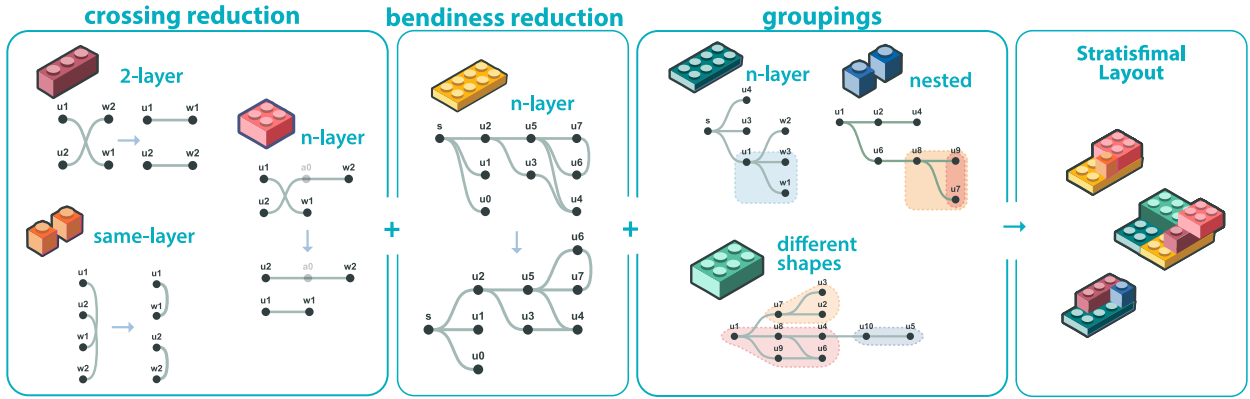 crossing reduction
2-layer
u1 w2 u1 w1
u2 w1 u2 w2
n-layer
u1 a0 w2
u2 w1
u2 a0 w2
u1 w1
same-layer
u1 u1
u2 w1
w1 u2
w2 w2
+
bendiness reduction
n-layer
s u2 u5 u7
u1 u3 u6
u0 u4
u6
u2 u5 u7
s u1 u3 u4
u0
+
groupings
n-layer
u4
s u3 w2
u1 w3
w1
nested
u1 u2 u4
u6 u8 u9
u7
different
shapes
u3
u7 u2
u1 u8 u4 u10 u5
u9 u6
→
Stratisfimal
Layout